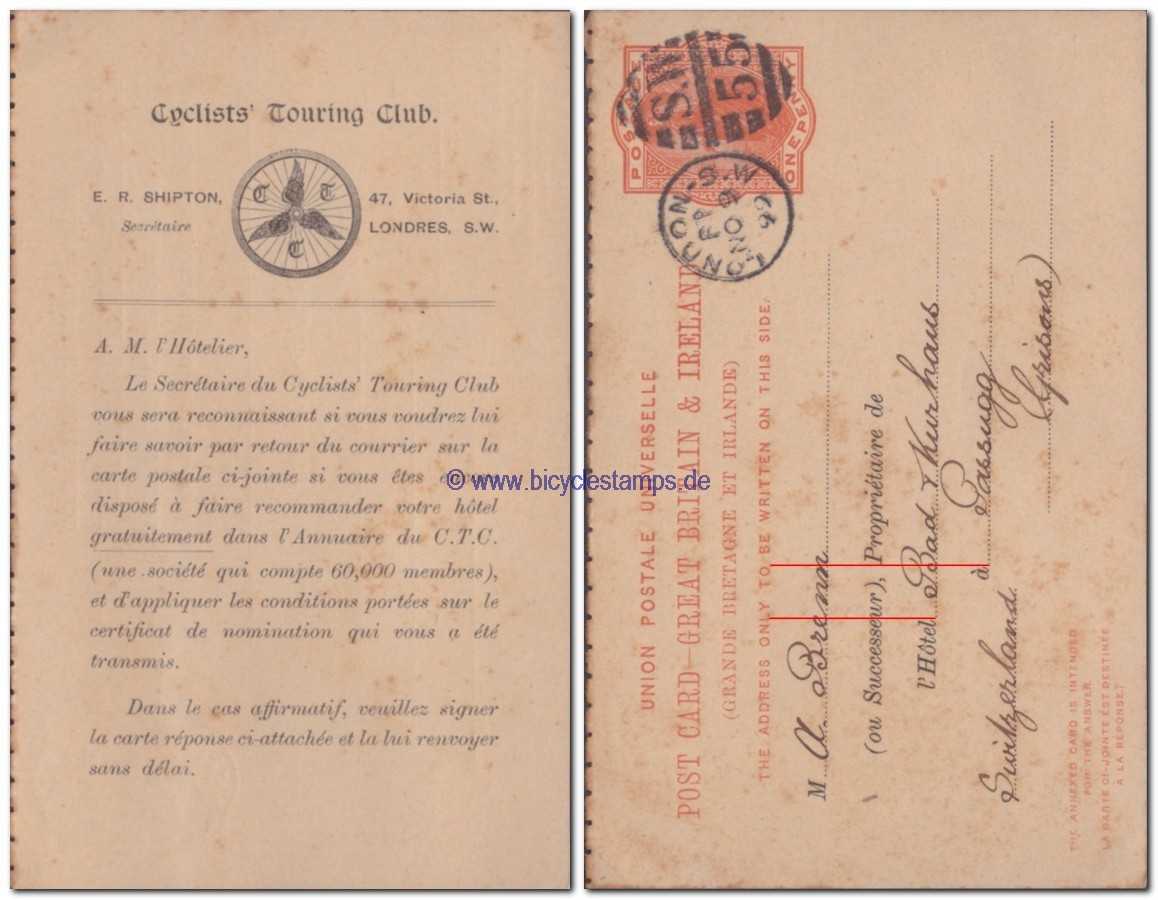 Cyclists' Touring Club.
E. R. SHIPTON,
Secrétaire
C T C
47, Victoria St.,
LONDRES, S.W.
A. M. l'Hôtelier,
Le Secrétaire du Cyclists' Touring Club
vous sera reconnaissant si vous voudrez lui
faire savoir par retour du courrier sur la
carte postale ci-jointe si vous êtes
disposé à faire recommander votre hôtel
gratuitement dans l'Annuaire du C.T.C.
(une société qui compte 60,000 membres),
et d'appliquer les conditions portées sur le
certificat de nomination qui vous a été
transmis.
Dans le cas affirmatif, veuillez signer
la carte réponse ci-attachée et la lui renvoyer
sans délai.
© www.bicyclestamps.de
POSTAGE
ONE PENNY
S.W.
55
LONDON·S·W
NO 9
99
UNION POSTALE UNIVERSELLE
POST CARD—GREAT BRITAIN & IRELAND
(GRANDE BRETAGNE ET IRLANDE)
THE ADDRESS ONLY TO BE WRITTEN ON THIS SIDE.
M A. Brenn
(ou Successeur), Propriétaire de
l'Hôtel Bad & Kurhaus
à Passugg
Switzerland (Grisons)
THE ANNEXED CARD IS INTENDED
FOR THE ANSWER.
LA CARTE CI-JOINTE EST DESTINÉE
A LA RÉPONSE.